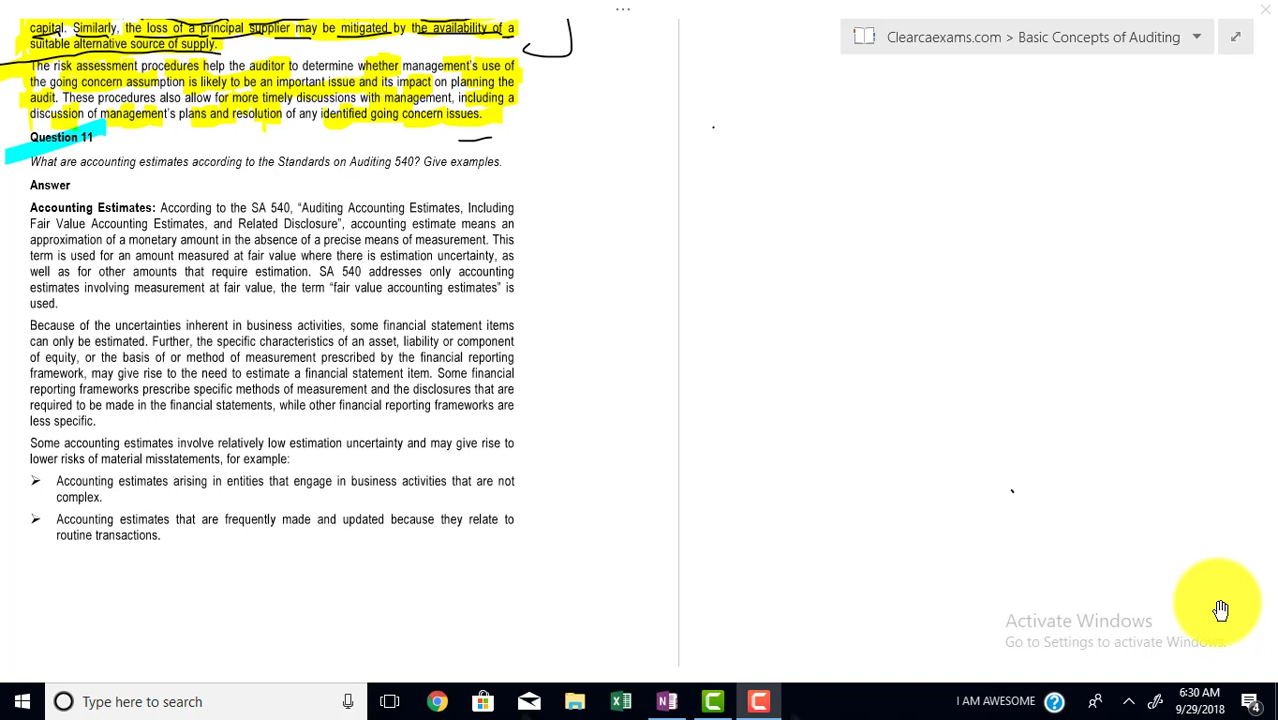 capital. Similarly, the loss of a principal supplier may be mitigated by the availability of a
suitable alternative source of supply.
The risk assessment procedures help the auditor to determine whether management's use of
the going concern assumption is likely to be an important issue and its impact on planning the
audit. These procedures also allow for more timely discussions with management, including a
discussion of management's plans and resolution of any identified going concern issues.
Question 11
What are accounting estimates according to the Standards on Auditing 540? Give examples.
Answer
Accounting Estimates: According to the SA 540, “Auditing Accounting Estimates, Including
Fair Value Accounting Estimates, and Related Disclosure”, accounting estimate means an
approximation of a monetary amount in the absence of a precise means of measurement. This
term is used for an amount measured at fair value where there is estimation uncertainty, as
well as for other amounts that require estimation. SA 540 addresses only accounting
estimates involving measurement at fair value, the term “fair value accounting estimates” is
used.
Because of the uncertainties inherent in business activities, some financial statement items
can only be estimated. Further, the specific characteristics of an asset, liability or component
of equity, or the basis of or method of measurement prescribed by the financial reporting
framework, may give rise to the need to estimate a financial statement item. Some financial
reporting frameworks prescribe specific methods of measurement and the disclosures that are
required to be made in the financial statements, while other financial reporting frameworks are
less specific.
Some accounting estimates involve relatively low estimation uncertainty and may give rise to
lower risks of material misstatements, for example:
➢ Accounting estimates arising in entities that engage in business activities that are not
complex.
➢ Accounting estimates that are frequently made and updated because they relate to
routine transactions.
Clearcaexams.com > Basic Concepts of Auditing
Activate Windows
Go to Settings to activate Windows.
Type here to search
I AM AWESOME
6:30 AM
9/29/2018
4